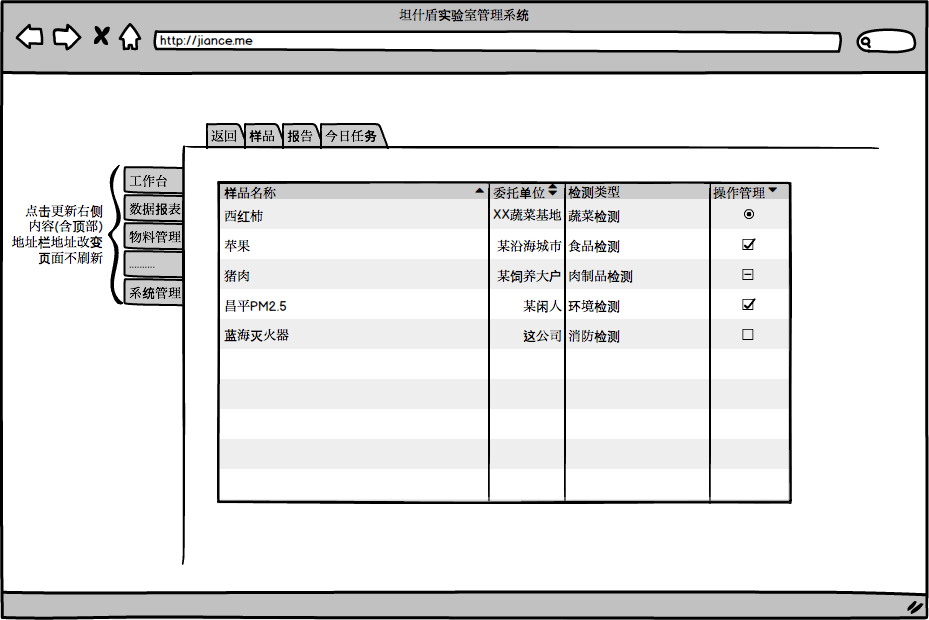 坦什盾实验室管理系统
http://jiance.me
返回 样品 报告 今日任务
工作台
数据报表
物料管理
..........
系统管理
点击更新右侧
内容(含顶部)
地址栏地址改变
页面不刷新
样品名称 委托单位 检测类型 操作管理
西红柿 XX蔬菜基地 蔬菜检测
苹果 某沿海城市 食品检测
猪肉 某饲养大户 肉制品检测
昌平PM2.5 某闲人 环境检测
蓝海灭火器 这公司 消防检测